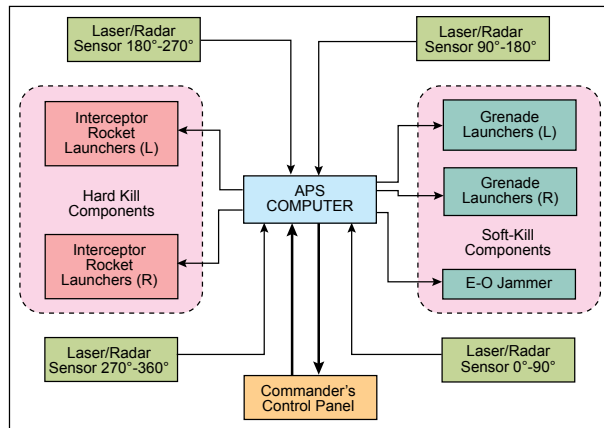 Laser/Radar
Sensor 180°-270°
Laser/Radar
Sensor 90°-180°
Interceptor
Rocket
Launchers (L)
Hard Kill
Components
Interceptor
Rocket
Launchers (R)
APS
COMPUTER
Grenade
Launchers (L)
Grenade
Launchers (R)
Soft-Kill
Components
E-O Jammer
Laser/Radar
Sensor 270°-360°
Commander's
Control Panel
Laser/Radar
Sensor 0°-90°